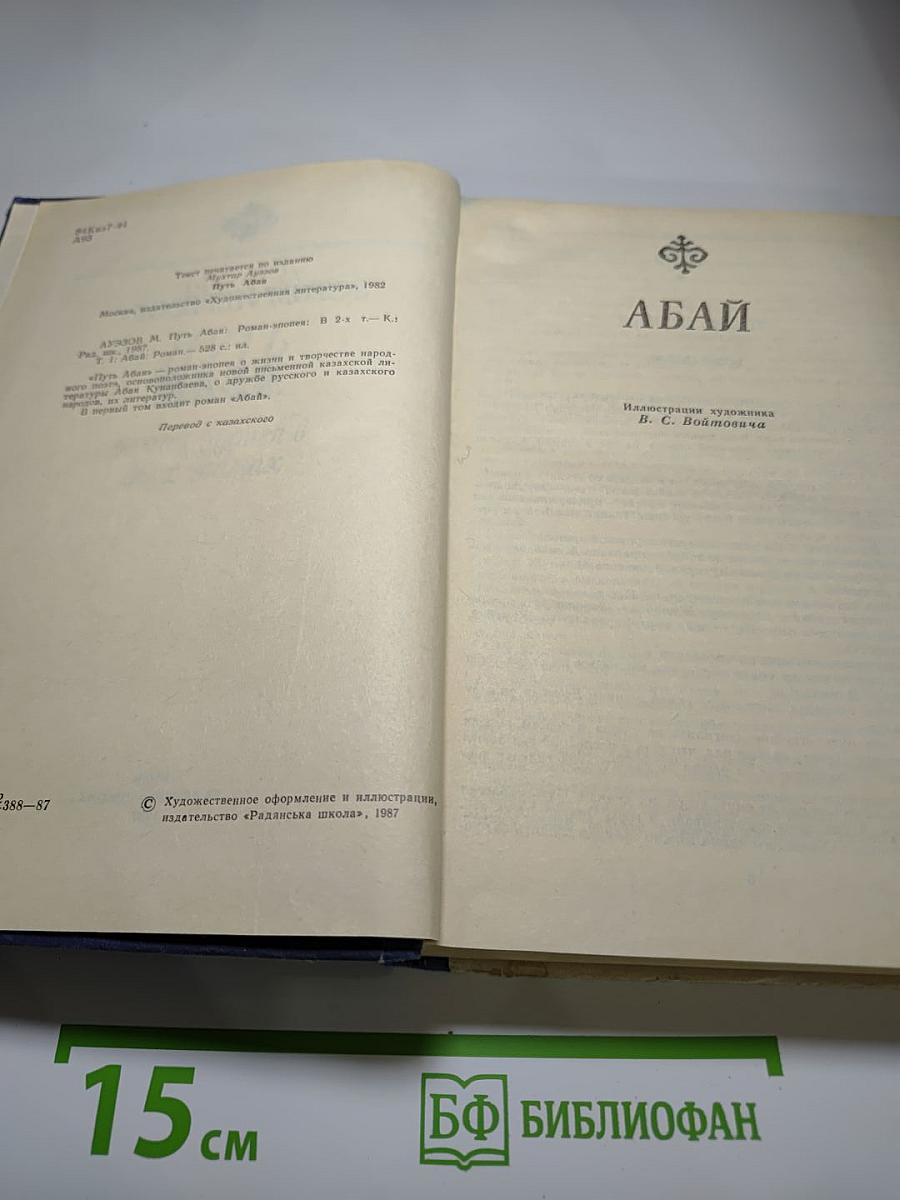 84Каз7-44
А93
Текст печатается по изданию
Мухтар Ауэзов
Путь Абая
Москва, издательство «Художественная литература», 1982
АУЭЗОВ М. Путь Абая: Роман-эпопея: В 2-х т.— К.:
Рад. шк., 1987.
Т. 1: Абай: Роман.— 528 с.: ил.
«Путь Абая» — роман-эпопея о жизни и творчестве народ-
ного поэта, основоположника новой письменной казахской ли-
тературы Абая Кунанбаева, о дружбе русского и казахского
народов, их литератур.
В первый том входит роман «Абай».
Перевод с казахского
388—87
© Художественное оформление и иллюстрации,
издательство «Радянська школа», 1987
АБАЙ
Иллюстрации художника
В. С. Войтовича
15 см
БФ БИБЛИОФАН